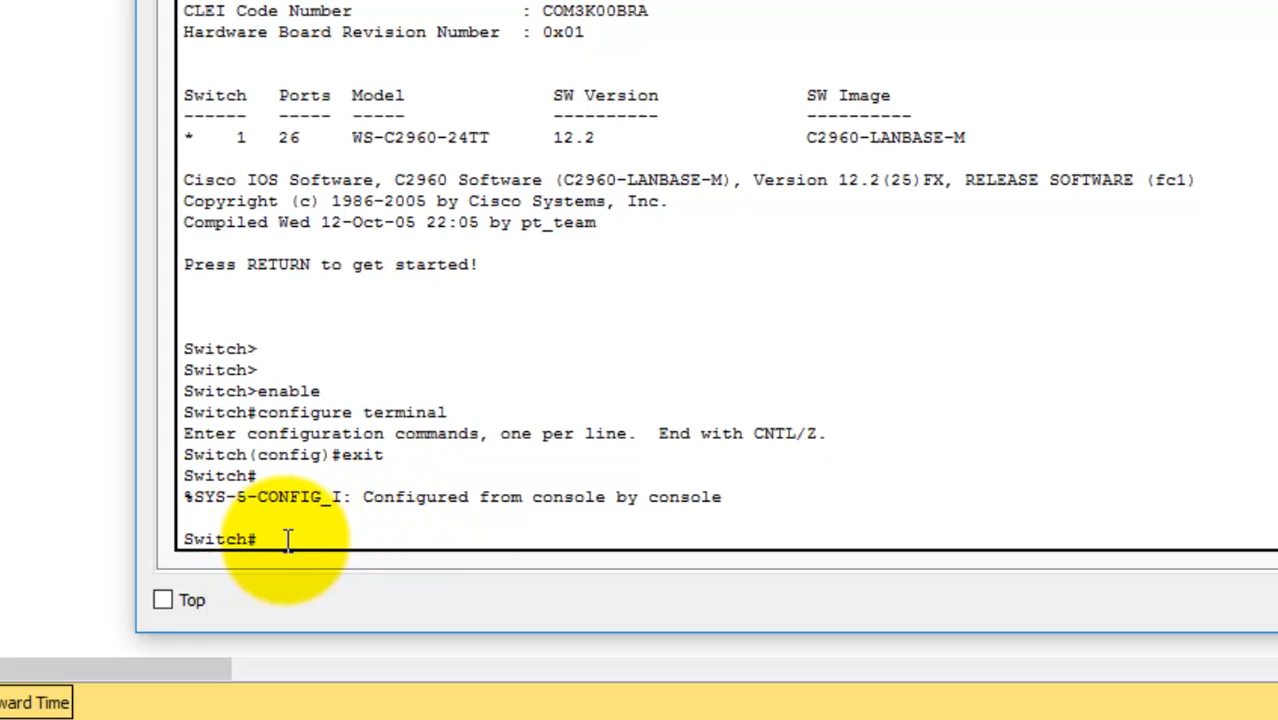 CLEI Code Number : COM3K00BRA
Hardware Board Revision Number : 0x01
Switch Ports Model SW Version SW Image
------ ----- ----- ---------- ----------
* 1 26 WS-C2960-24TT 12.2 C2960-LANBASE-M
Cisco IOS Software, C2960 Software (C2960-LANBASE-M), Version 12.2(25)FX, RELEASE SOFTWARE (fc1)
Copyright (c) 1986-2005 by Cisco Systems, Inc.
Compiled Wed 12-Oct-05 22:05 by pt_team
Press RETURN to get started!
Switch>
Switch>
Switch>enable
Switch#configure terminal
Enter configuration commands, one per line. End with CNTL/Z.
Switch(config)#exit
Switch#
%SYS-5-CONFIG_I: Configured from console by console
Switch#
Top
ward Time